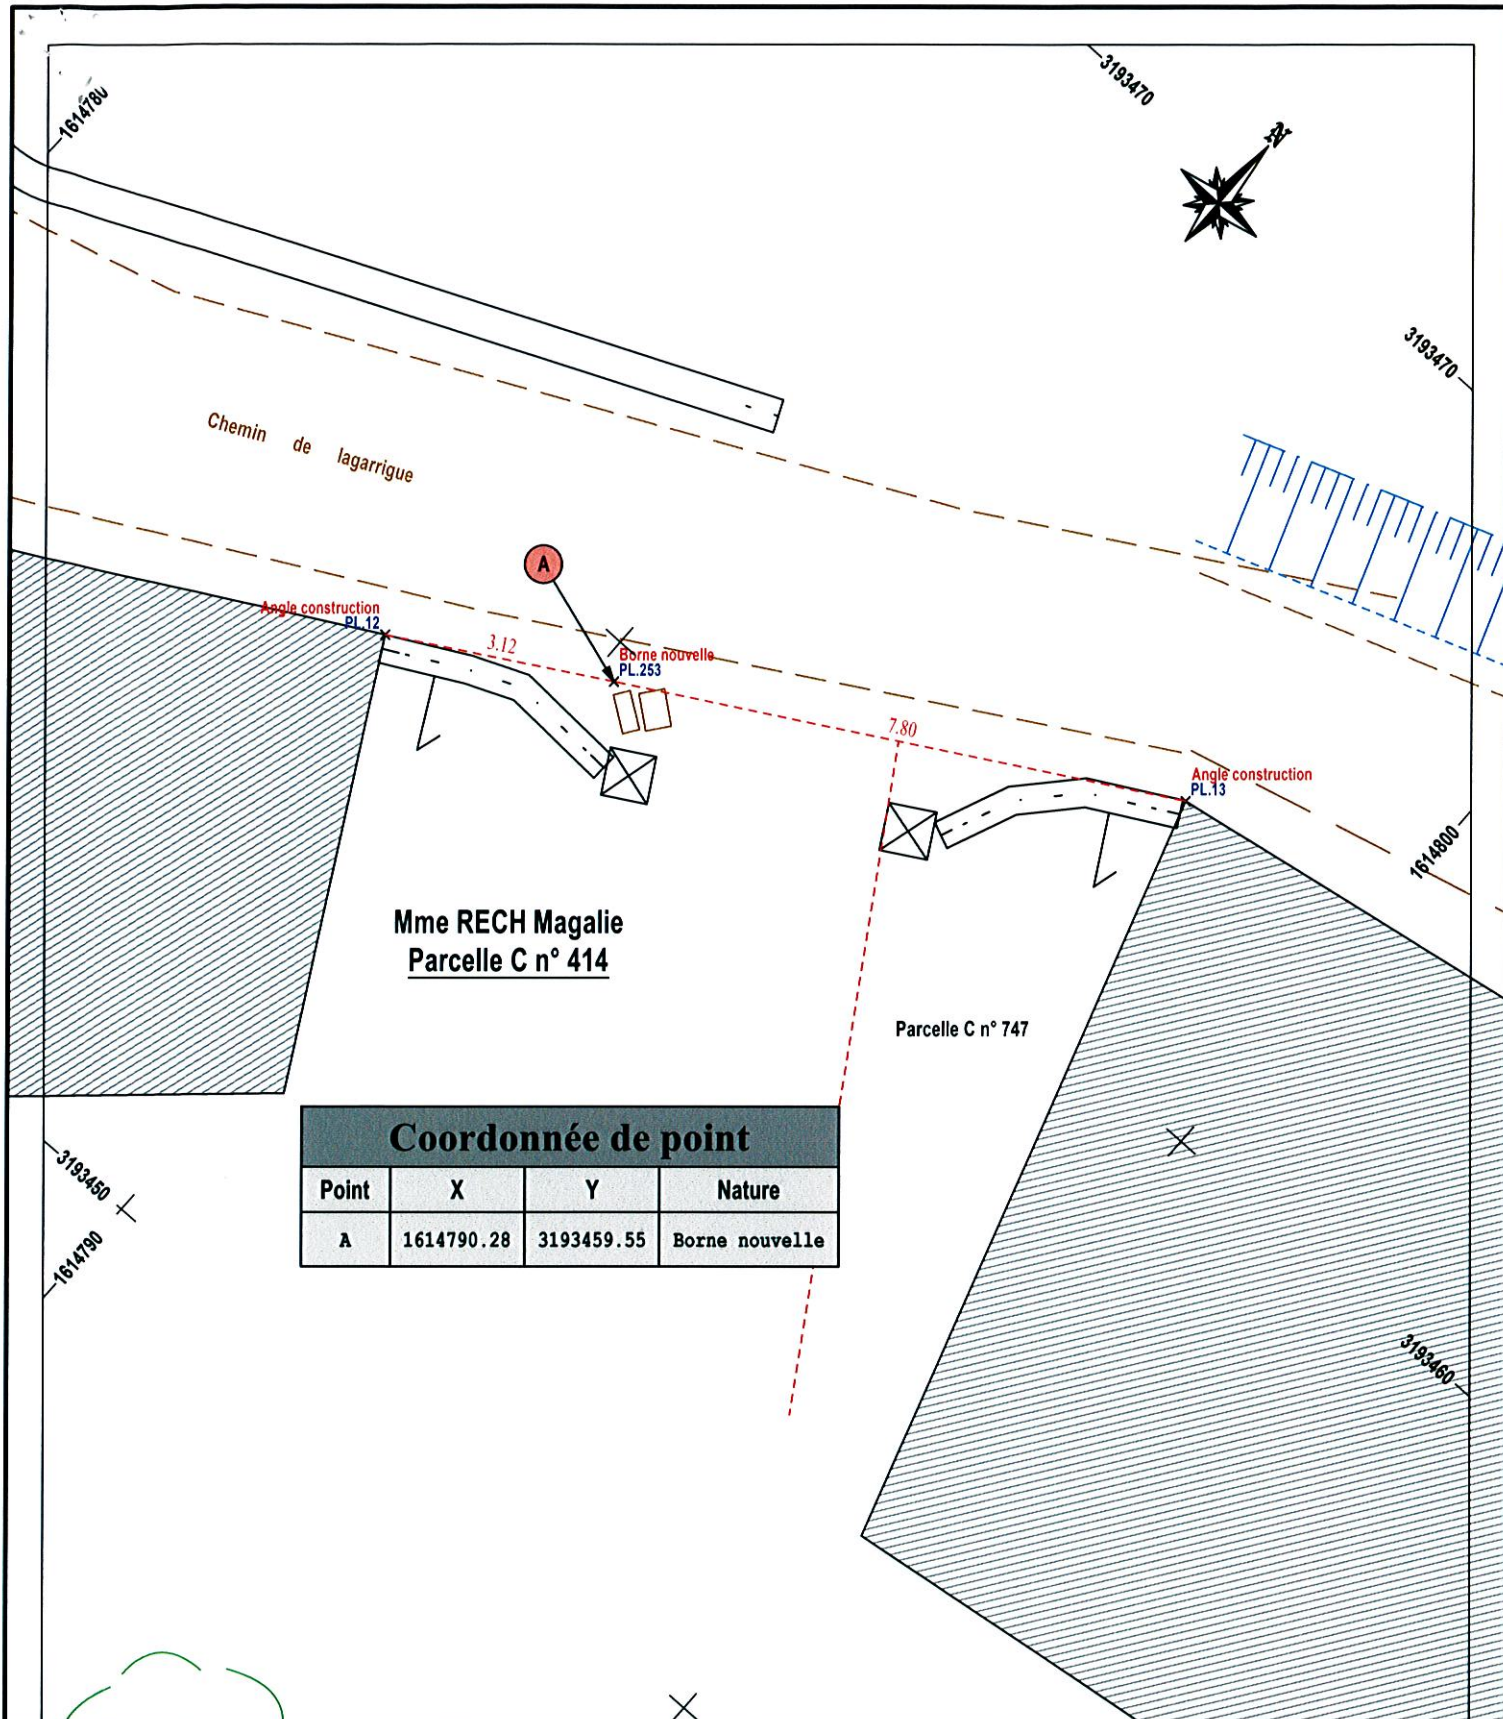 3193470
1614780
N
3193470
Chemin de lagarrigue
A
Angle construction
PL.12
3.12
Borne nouvelle
PL.253
7.80
Angle construction
PL.13
1614800
Mme RECH Magalie
Parcelle C n° 414
Parcelle C n° 747
Coordonnée de point
Point X Y Nature
A 1614790.28 3193459.55 Borne nouvelle
3193450
1614790
3193460